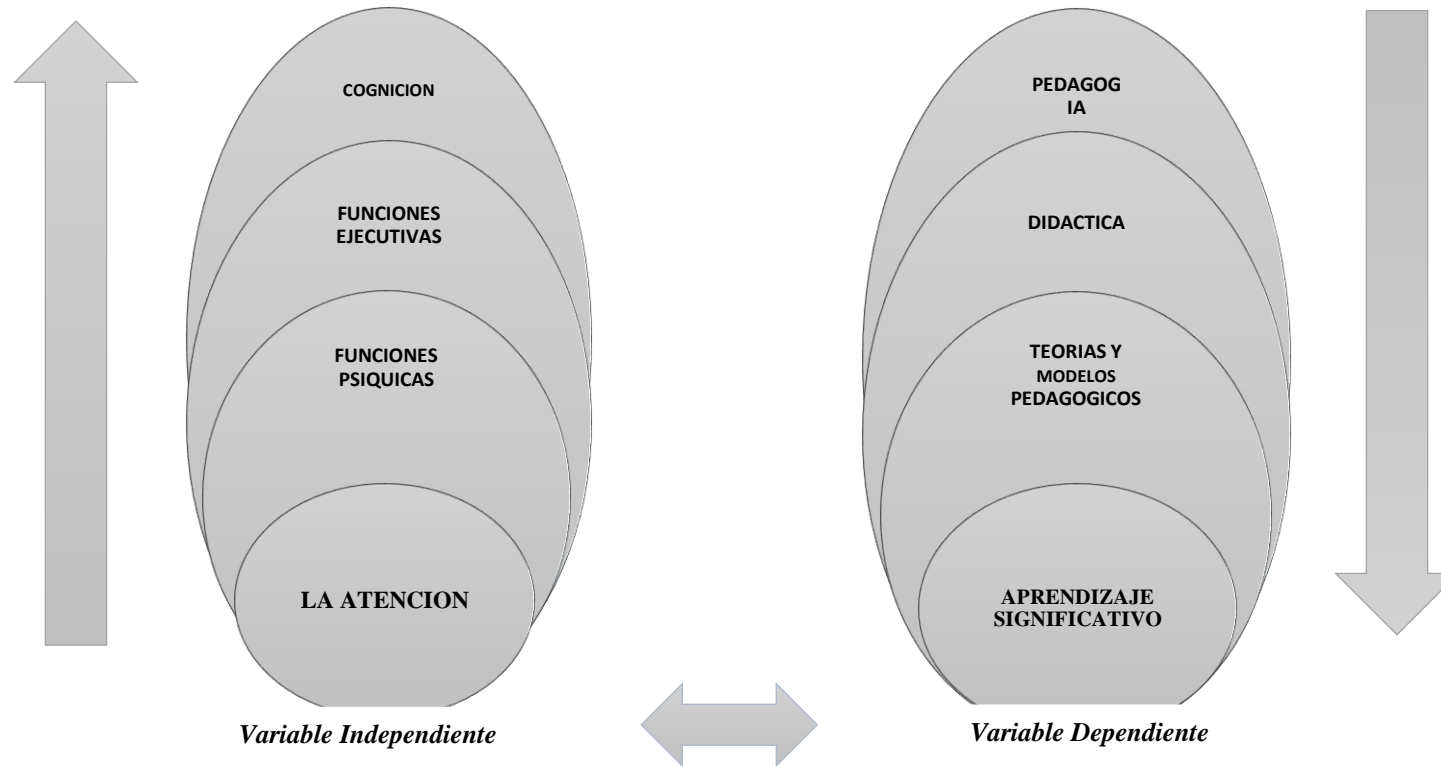 COGNICION
FUNCIONES
EJECUTIVAS
FUNCIONES
PSIQUICAS
LA ATENCION
Variable Independiente
PEDAGOG
IA
DIDACTICA
TEORIAS Y
MODELOS
PEDAGOGICOS
APRENDIZAJE
SIGNIFICATIVO
Variable Dependiente